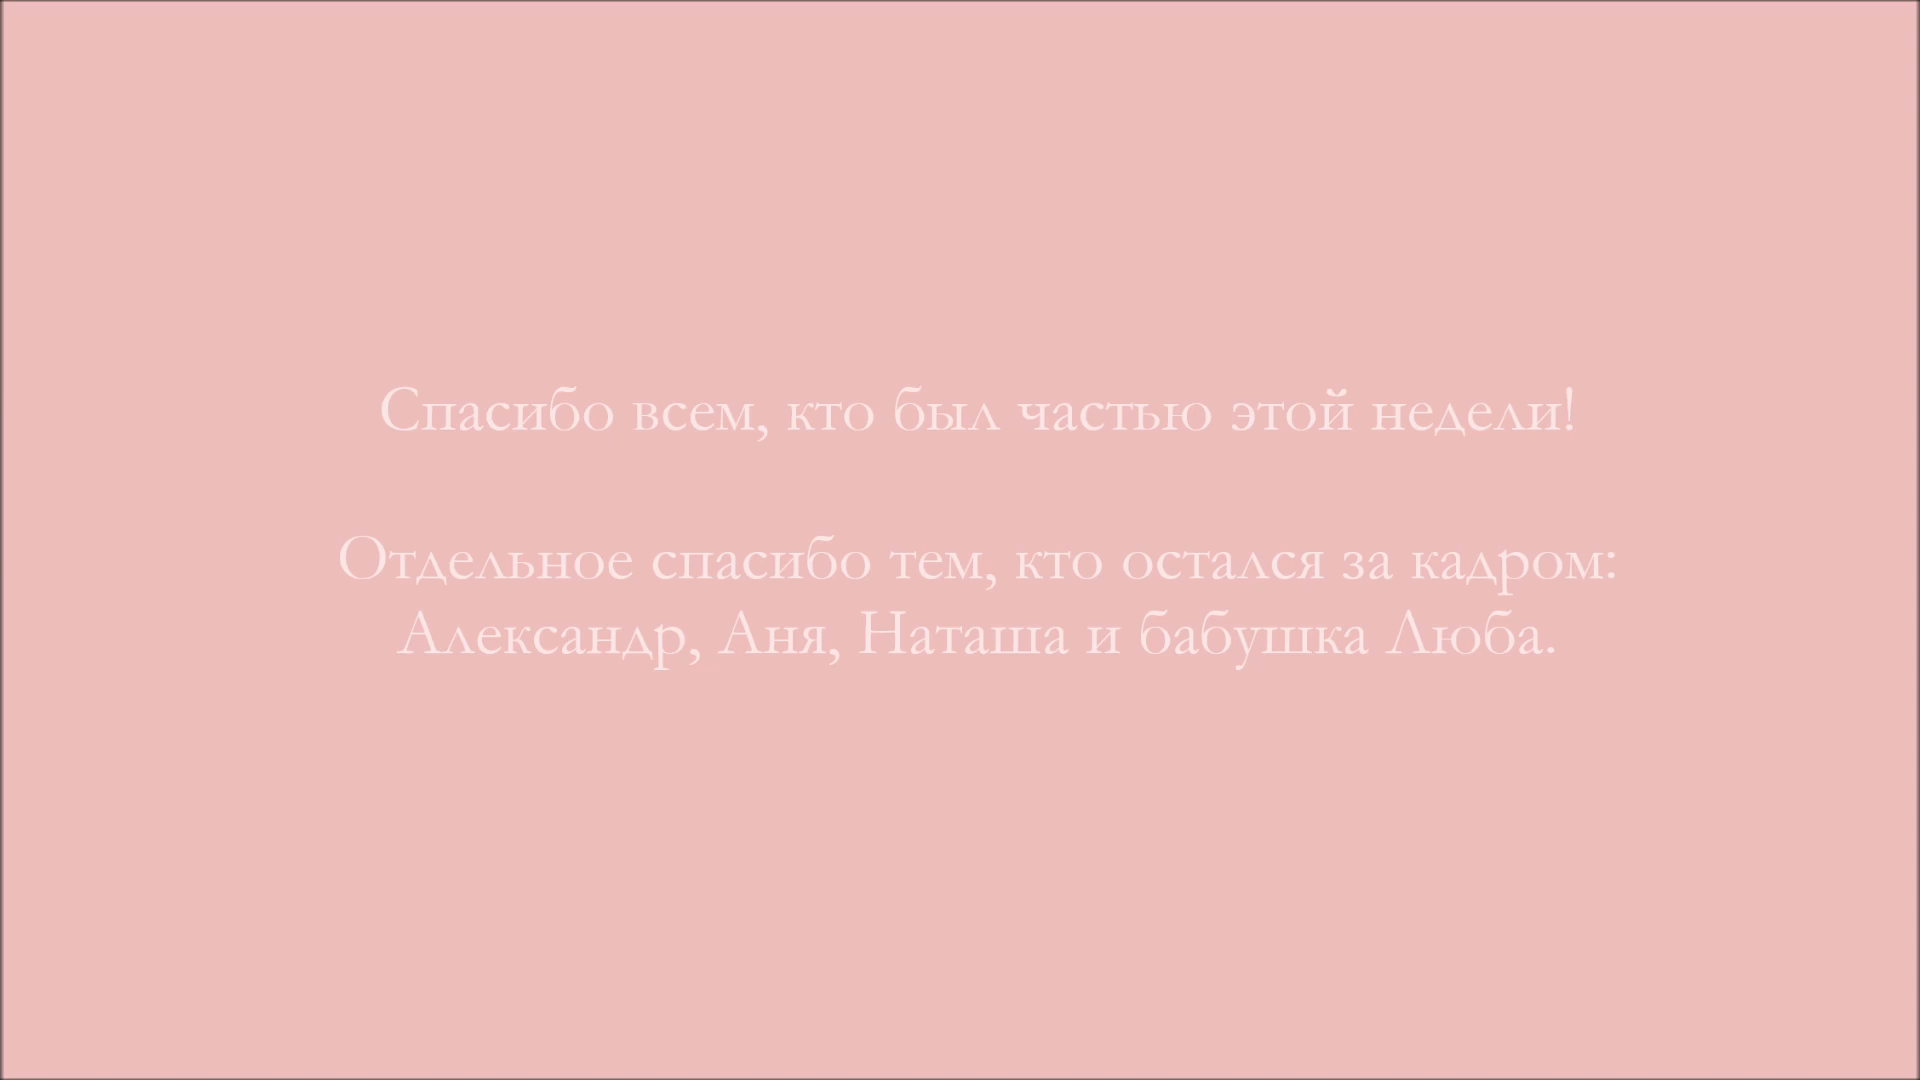 Спасибо всем, кто был частью этой недели!
Отдельное спасибо тем, кто остался за кадром:
Александр, Аня, Наташа и бабушка Люба.